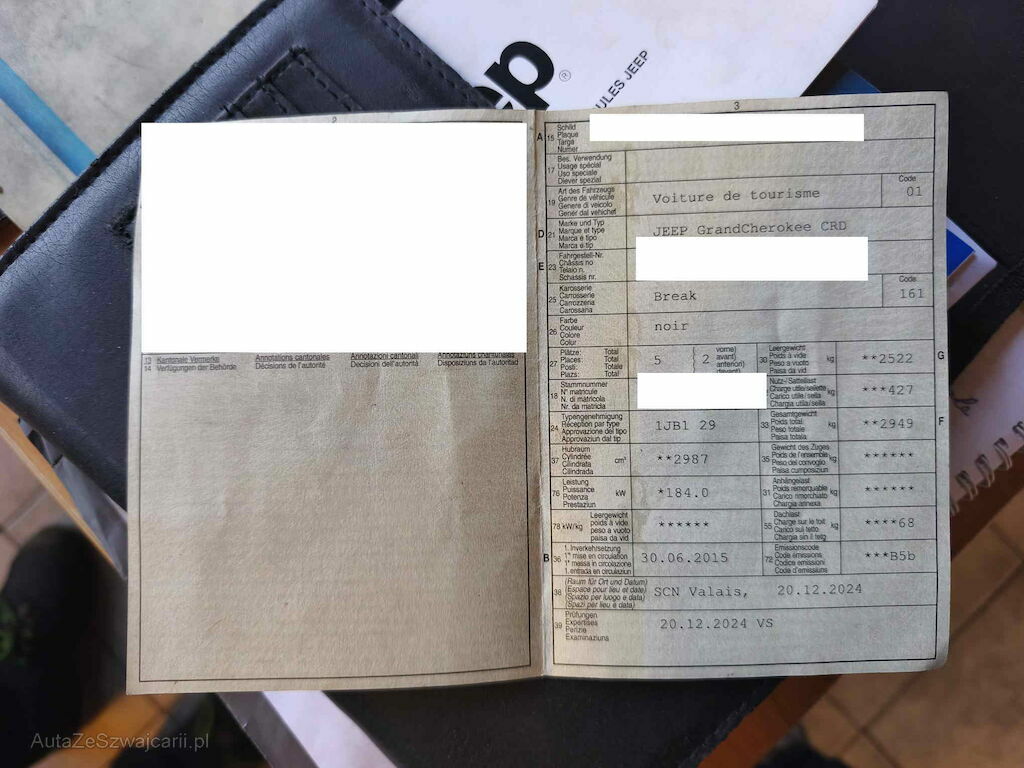 eep®
ULES JEEP
2
13 Kantonale Vermerke Annotations cantonales Annotazioni cantonali Annotaziuns chantunalas
14 Verfügungen der Behörde Décisions de l'autorité Decisioni dell'autorità Disposiziuns da l'autoritad
3
A 15 Schild
Plaque
Targa
Numer
17 Bes. Verwendung
Usage spécial
Uso speciale
Diever spezial
19 Art des Fahrzeugs
Genre de véhicule
Genere di veicolo
Gener dal vehichel
Voiture de tourisme
Code
01
D 21 Marke und Typ
Marque et type
Marca e tipo
Marca e tip
JEEP GrandCherokee CRD
E 23 Fahrgestell-Nr.
Châssis no
Telaio n.
Schassis nr.
25 Karosserie
Carrosserie
Carrozzeria
Carossaria
Break
Code
161
26 Farbe
Couleur
Colore
Colur
noir
27 Plätze: Total
Places: Total
Posti: Totale
Plazs: Total
5 (2 vorne)
avant)
anteriori)
davant)
30 Leergewicht
Poids à vide
Peso a vuoto
Paisa da vid
kg
**2522
G
18 Stammnummer
N° matricule
N. di matricola
Nr. da matricla
Nutz-/Sattellast
Charge utile/sellette
Carico utile/sella
Chargia utila/sella
kg
***427
24 Typengenehmigung
Réception par type
Approvazione del tipo
Approvaziun dal tip
1JB1 29
33 Gesamtgewicht
Poids total
Peso totale
Paisa totala
kg
**2949
F
37 Hubraum
Cylindrée
Cilindrata
Cilindrada
cm³
**2987
35 Gewicht des Zuges
Poids de l'ensemble
Peso del convoglio
Paisa cumposiziun
kg
******
76 Leistung
Puissance
Potenza
Prestaziun
kW
*184.0
31 Anhängelast
Poids remorquable
Carico rimorchiato
Chargia annexa
kg
******
78 kW/kg Leergewicht
poids à vide
peso a vuoto
paisa da vid
******
55 Dachlast
Charge sur le toit
Carico sul tetto
Chargia sin il tetg
kg
****68
B 36 1. Inverkehrsetzung
1re mise en circulation
1a messa in circolazione
1. entrada en circulaziun
30.06.2015
72 Emissionscode
Code émissions
Codice emissioni
Code d'emissiuns
***B5b
38 (Raum für Ort und Datum)
(Espace pour lieu et date)
(Spazio per luogo e data)
(Spazi per lieu e data)
SCN Valais, 20.12.2024
39 Prüfungen
Expertises
Perizie
Examinaziuns
20.12.2024 VS
AutaZeSzwajcarii.pl